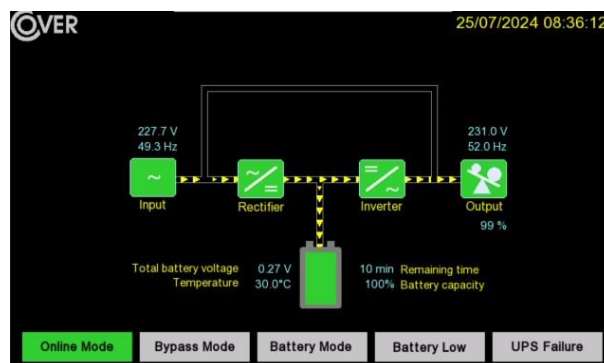 COVER
25/07/2024 08:36:12
227.7 V
49.3 Hz
231.0 V
52.0 Hz
Input
Rectifier
Inverter
Output
99 %
Total battery voltage 0.27 V
Temperature 30.0°C
10 min Remaining time
100% Battery capacity
Online Mode
Bypass Mode
Battery Mode
Battery Low
UPS Failure